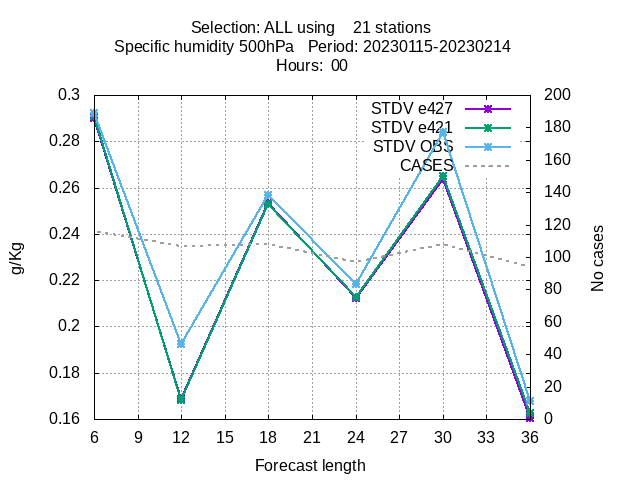 Selection: ALL using    21 stations
Specific humidity 500hPa   Period: 20230115-20230214
Hours:  00
0.3
0.28
0.26
0.24
0.22
0.2
0.18
0.16
g/Kg
STDV e427
STDV e421
STDV OBS
CASES
200
180
160
140
120
100
80
60
40
20
0
No cases
6 9 12 15 18 21 24 27 30 33 36
Forecast length